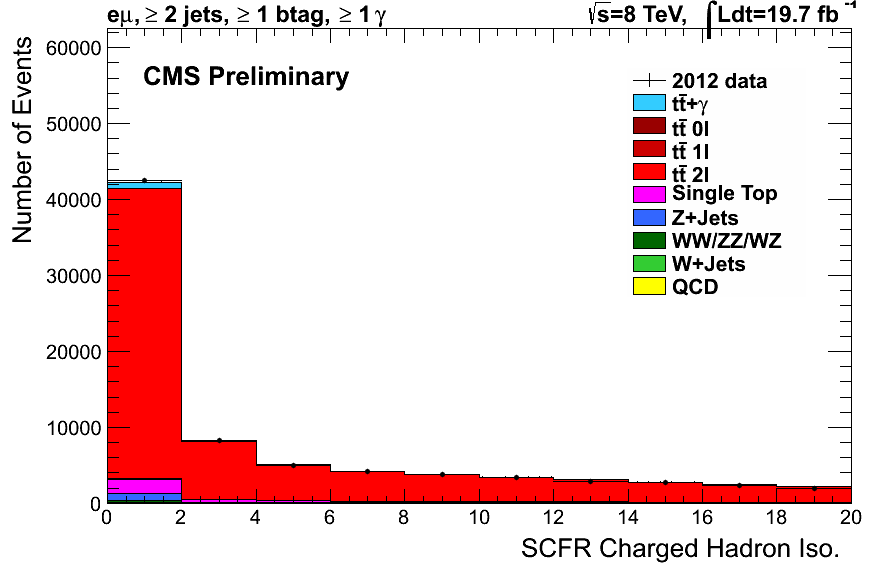 eμ, ≥ 2 jets, ≥ 1 btag, ≥ 1 γ
√s=8 TeV, ∫Ldt=19.7 fb⁻¹
CMS Preliminary
2012 data
tt̄+γ
tt̄ 0l
tt̄ 1l
tt̄ 2l
Single Top
Z+Jets
WW/ZZ/WZ
W+Jets
QCD
Number of Events
60000
50000
40000
30000
20000
10000
0
0 2 4 6 8 10 12 14 16 18 20
SCFR Charged Hadron Iso.